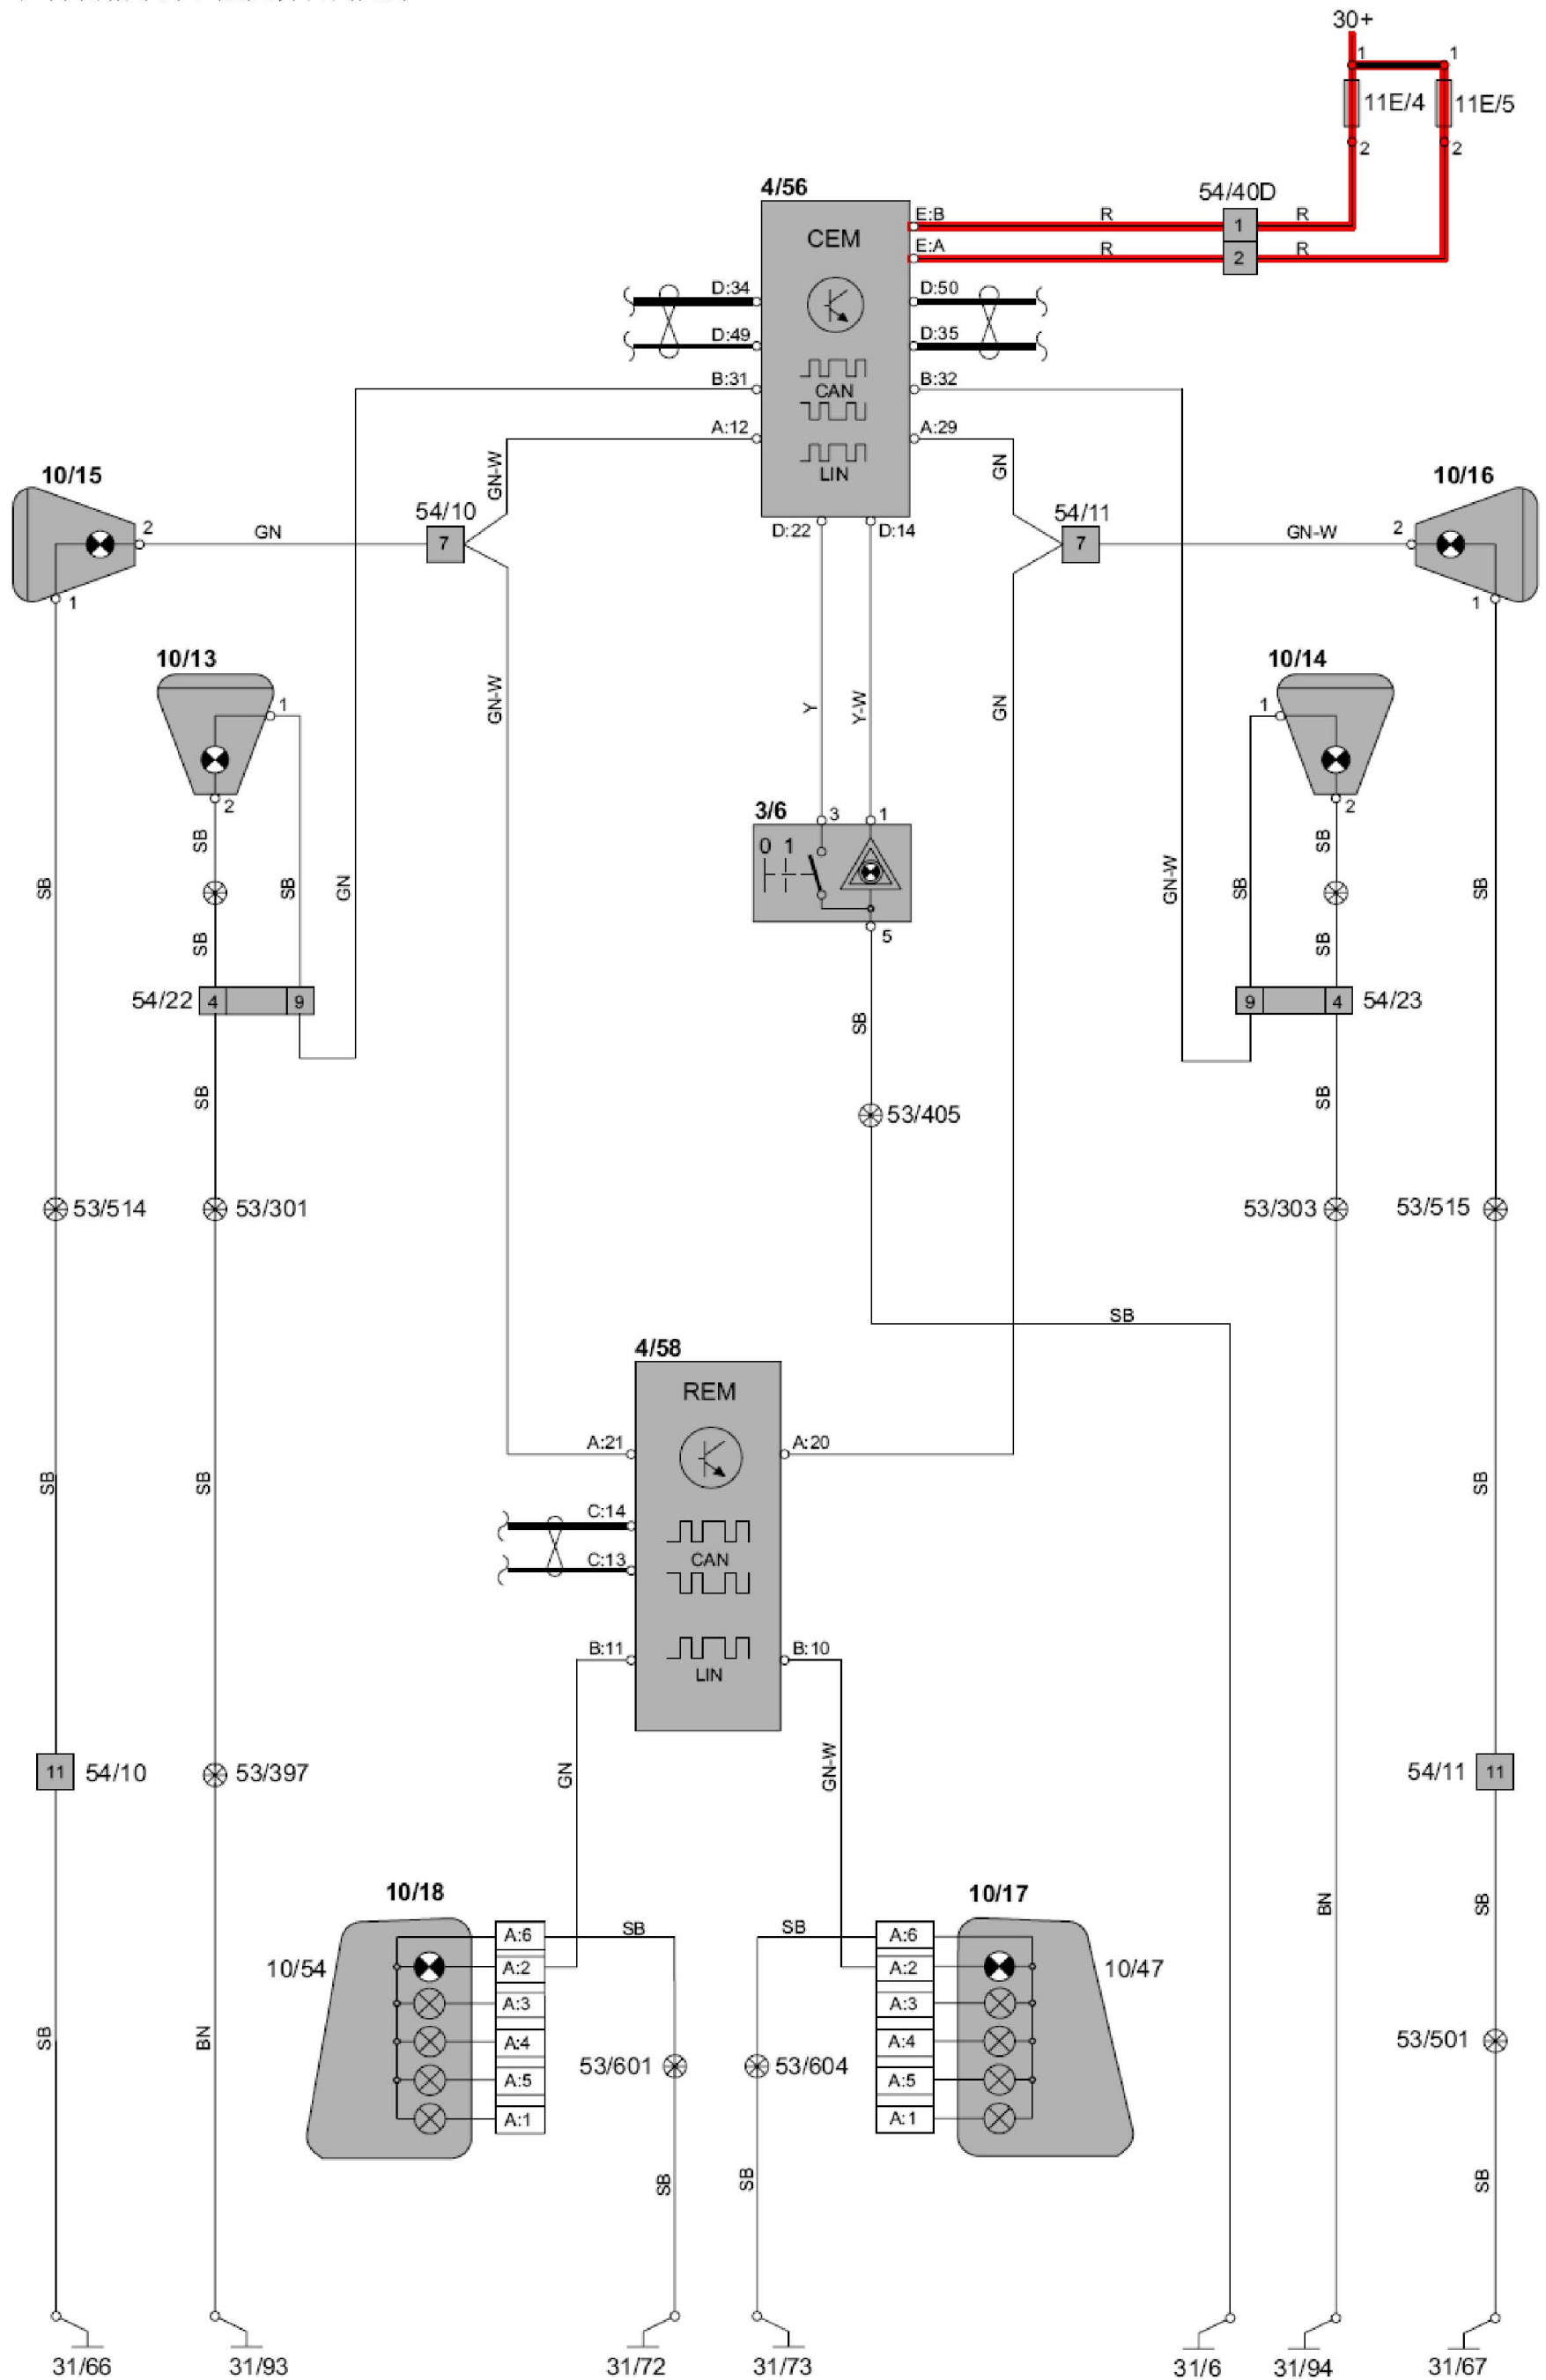 30+
1 1
11E/4 11E/5
2 2
4/56 54/40D
E:B R 1 R
CEM
E:A R 2 R
D:34 D:50
D:49 D:35
B:31 CAN B:32
A:12 A:29
LIN
GN-W GN
10/15 10/16
54/10 54/11
2 GN 7 D:22 D:14 7 GN-W 2
1 1
10/13 10/14
1 1
GN-W Y Y-W GN
2 2
3/6 3 1
SB SB
0 1
SB SB GN GN-W SB SB
5
SB SB
54/22 4 9 9 4 54/23
SB
SB SB
53/405
53/514 53/301 53/303 53/515
SB
4/58
REM
A:21 A:20
SB SB SB
C:14
CAN
C:13
B:11 B:10
LIN
11 54/10 53/397 GN GN-W 54/11 11
10/18 10/17
BN SB
A:6 SB SB A:6
10/54 A:2 A:2 10/47
A:3 A:3
SB BN A:4 A:4 53/501
53/601 53/604
A:5 A:5
A:1 A:1
SB SB SB
31/66 31/93 31/72 31/73 31/6 31/94 31/67